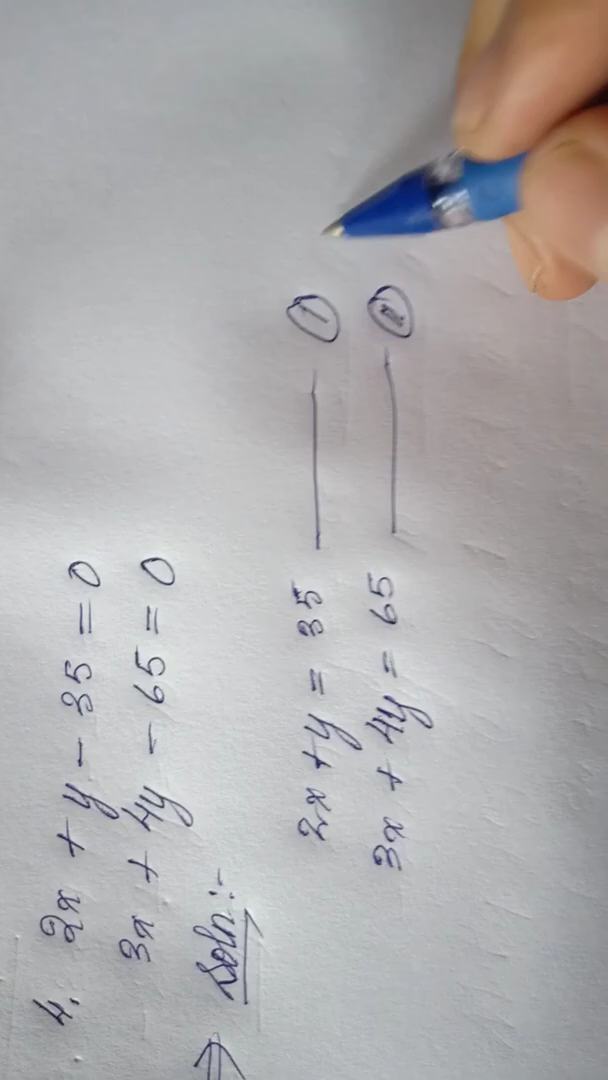 4. 2x + y - 35 = 0
3x + 4y - 65 = 0
⇒ Soln:-
2x + y = 35 —— ①
3x + 4y = 65 —— ②